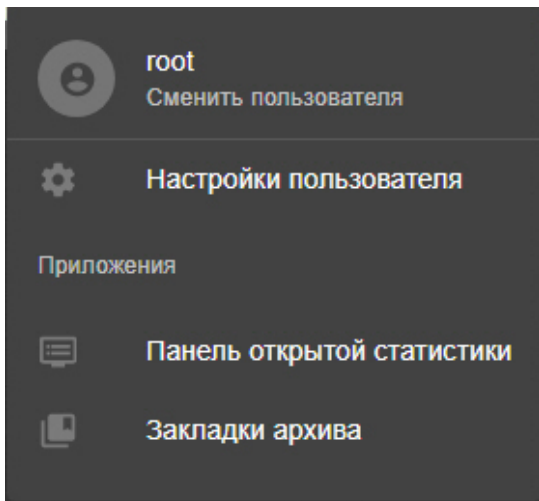 root
Сменить пользователя
Настройки пользователя
Приложения
Панель открытой статистики
Закладки архива